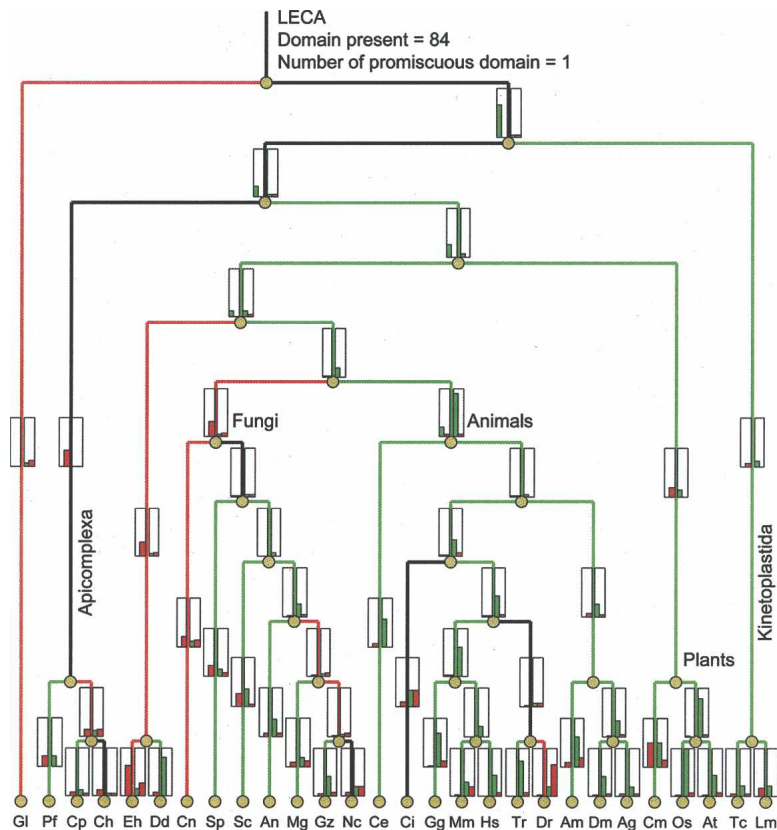 LECA
Domain present = 84
Number of promiscuous domain = 1
Fungi
Animals
Apicomplexa
Kinetoplastida
Plants
Gl Pf Cp Ch Eh Dd Cn Sp Sc An Mg Gz Nc Ce Ci Gg Mm Hs Tr Dr Am Dm Ag Cm Os At Tc Lm